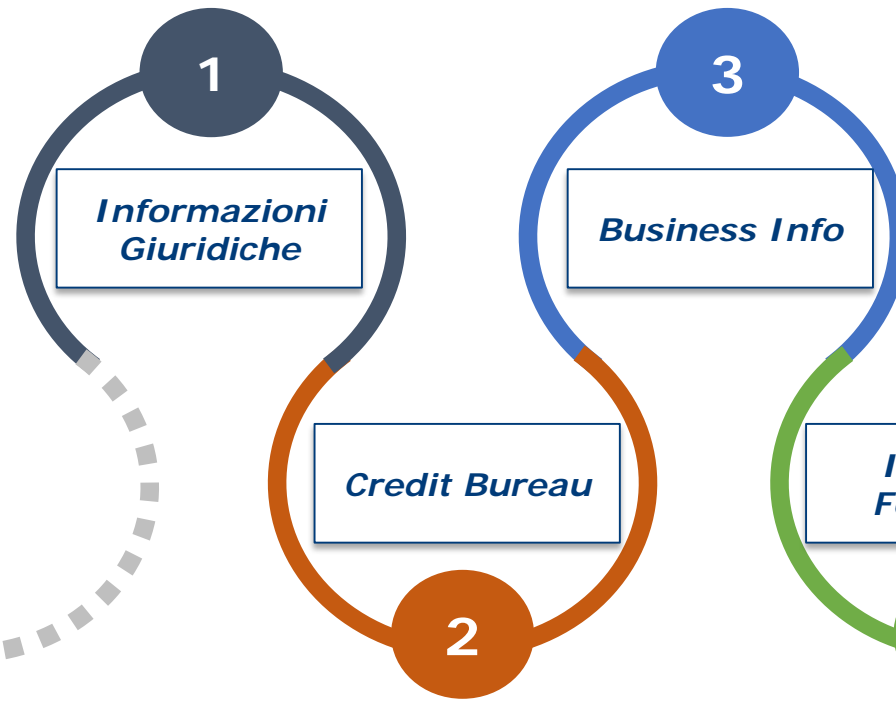 1
Informazioni
Giuridiche
2
Credit Bureau
3
Business Info